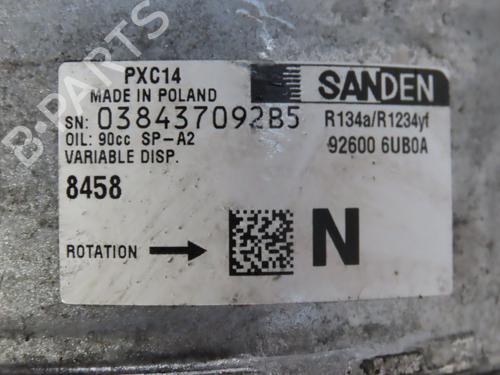 B-PARTS
PXC14
MADE IN POLAND
SN: 038437092B5
OIL: 90cc SP-A2
VARIABLE DISP.
8458
ROTATION
SANDEN
R134a/R1234yf
92600 6UB0A
N